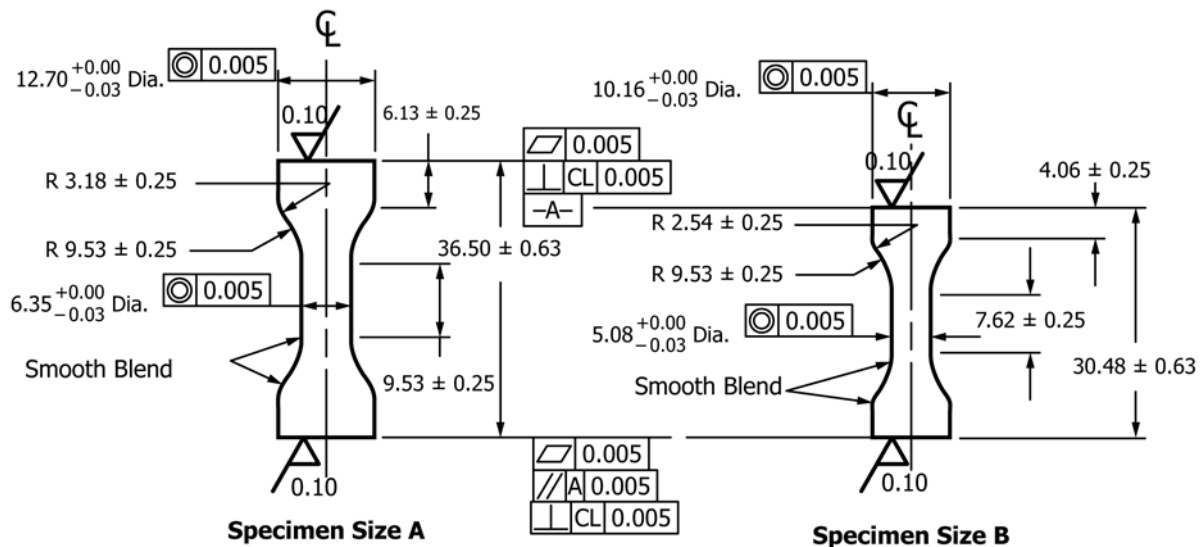 ℄
12.70 +0.00 −0.03 Dia.
◎ 0.005
0.10
6.13 ± 0.25
R 3.18 ± 0.25
R 9.53 ± 0.25
36.50 ± 0.63
6.35 +0.00 −0.03 Dia.
◎ 0.005
Smooth Blend
9.53 ± 0.25
0.10
Specimen Size A
⏥ 0.005
⊥ CL 0.005
–A–
⏥ 0.005
// A 0.005
⊥ CL 0.005
10.16 +0.00 −0.03 Dia.
◎ 0.005
℄
0.10
4.06 ± 0.25
R 2.54 ± 0.25
R 9.53 ± 0.25
5.08 +0.00 −0.03 Dia.
◎ 0.005
7.62 ± 0.25
30.48 ± 0.63
Smooth Blend
0.10
Specimen Size B